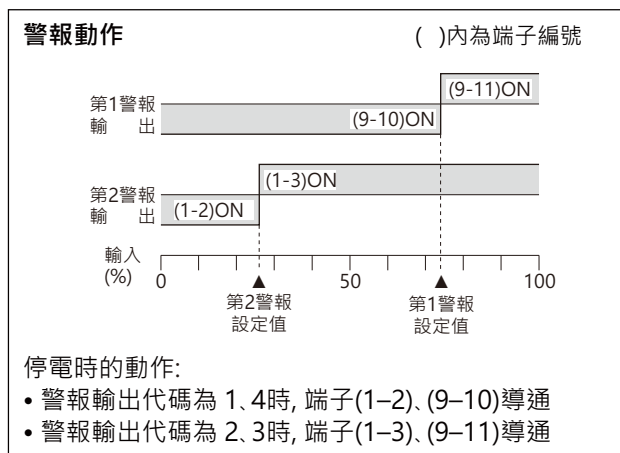 警報動作
( )內為端子編號
(9-11)ON
第1警報
輸 出
(9-10)ON
(1-3)ON
第2警報
輸 出
(1-2)ON
輸入
(%)
0
50
100
▲
▲
第2警報
設定值
第1警報
設定值
停電時的動作:
• 警報輸出代碼為 1、4時, 端子(1–2)、(9–10)導通
• 警報輸出代碼為 2、3時, 端子(1–3)、(9–11)導通